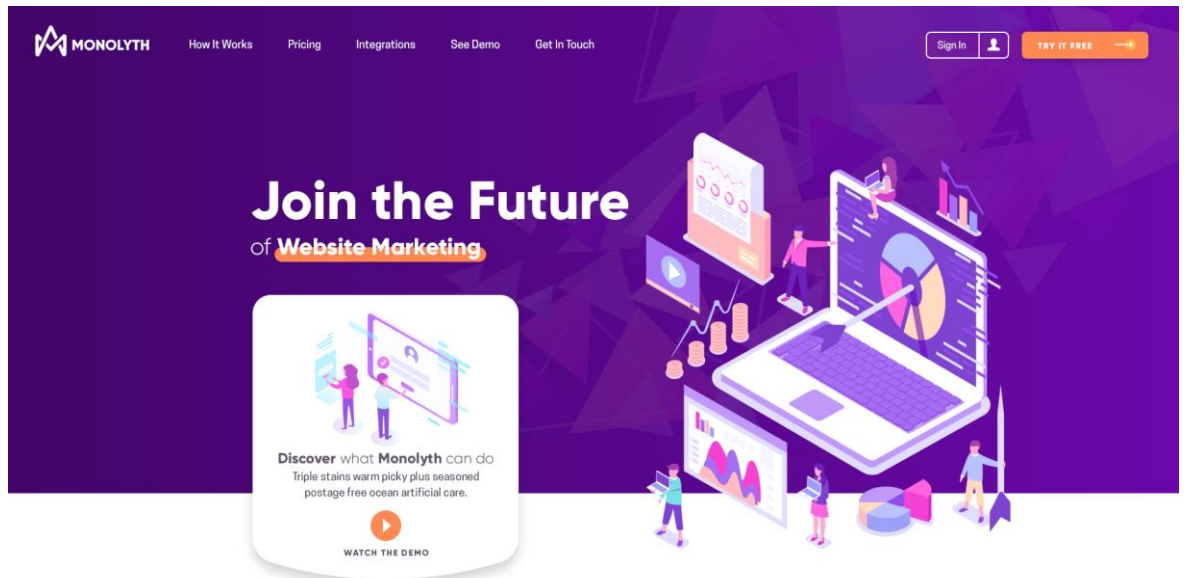 MONOLYTH
How It Works
Pricing
Integrations
See Demo
Get In Touch
Sign In
TRY IT FREE
Join the Future
of Website Marketing
Discover what Monolyth can do
Triple stains warm picky plus seasoned
postage free ocean artificial care.
WATCH THE DEMO